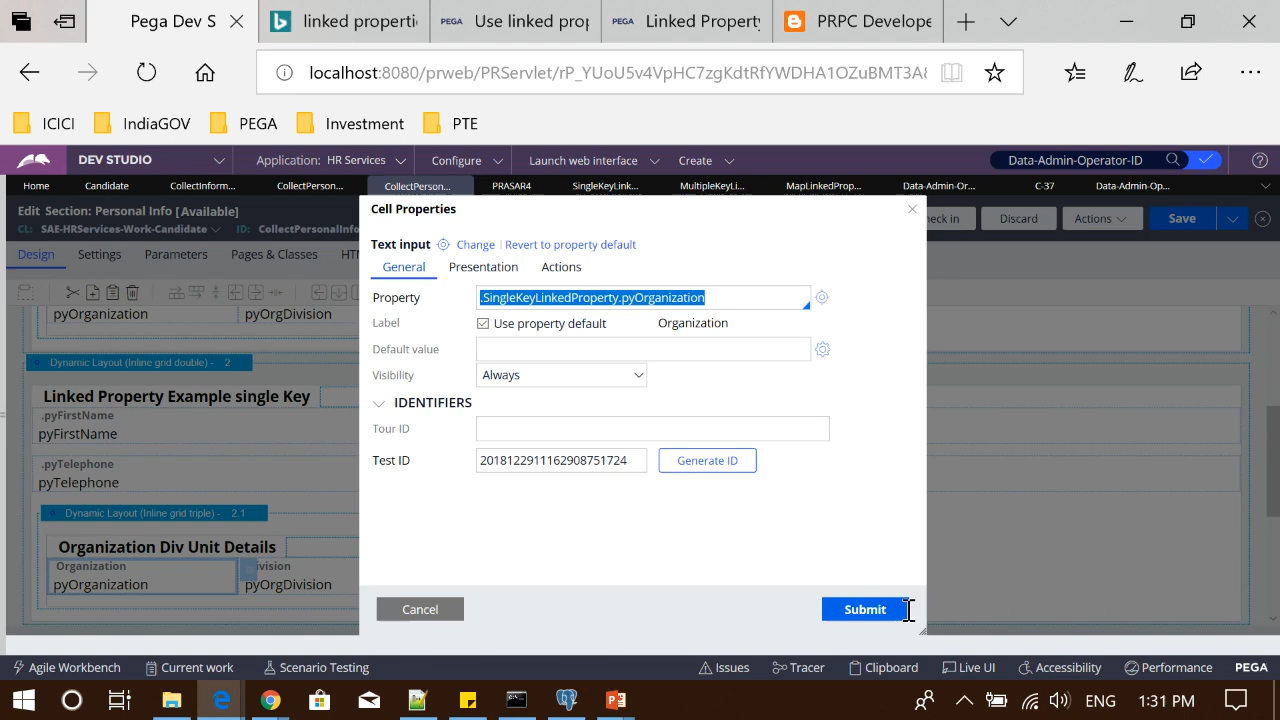 Pega Dev S
linked properti
PEGA Use linked prop
PEGA Linked Property
PRPC Develope
localhost:8080/prweb/PRServlet/rP_YUoU5v4VpHC7zgKdtRfYWDHA1OZuBMT3A8
ICICI IndiaGOV PEGA Investment PTE
DEV STUDIO Application: HR Services Configure Launch web interface Create Data-Admin-Operator-ID
Home Candidate CollectInform... CollectPerson... CollectPerson... PRASAR4 SingleKeyLink... MultipleKeyLi... MapLinkedProp... Data-Admin-Or... C-37 Data-Admin-Op...
Edit Section: Personal Info [Available]
CL: SAE-HRServices-Work-Candidate ID: CollectPersonalInfo
eck in Discard Actions Save
Design Settings Parameters Pages & Classes HT
pyOrganization pyOrgDivision
Dynamic Layout (Inline grid double) - 2
Linked Property Example single Key
.pyFirstName
pyFirstName
.pyTelephone
pyTelephone
Dynamic Layout (Inline grid triple) - 2.1
Organization Div Unit Details
Organization ivision
pyOrganization pyOrgDivision
Cell Properties
Text input Change Revert to property default
General Presentation Actions
Property .SingleKeyLinkedProperty.pyOrganization
Label Use property default Organization
Default value
Visibility Always
IDENTIFIERS
Tour ID
Test ID 2018122911162908751724 Generate ID
Cancel Submit
Agile Workbench Current work Scenario Testing Issues Tracer Clipboard Live UI Accessibility Performance PEGA
ENG 1:31 PM